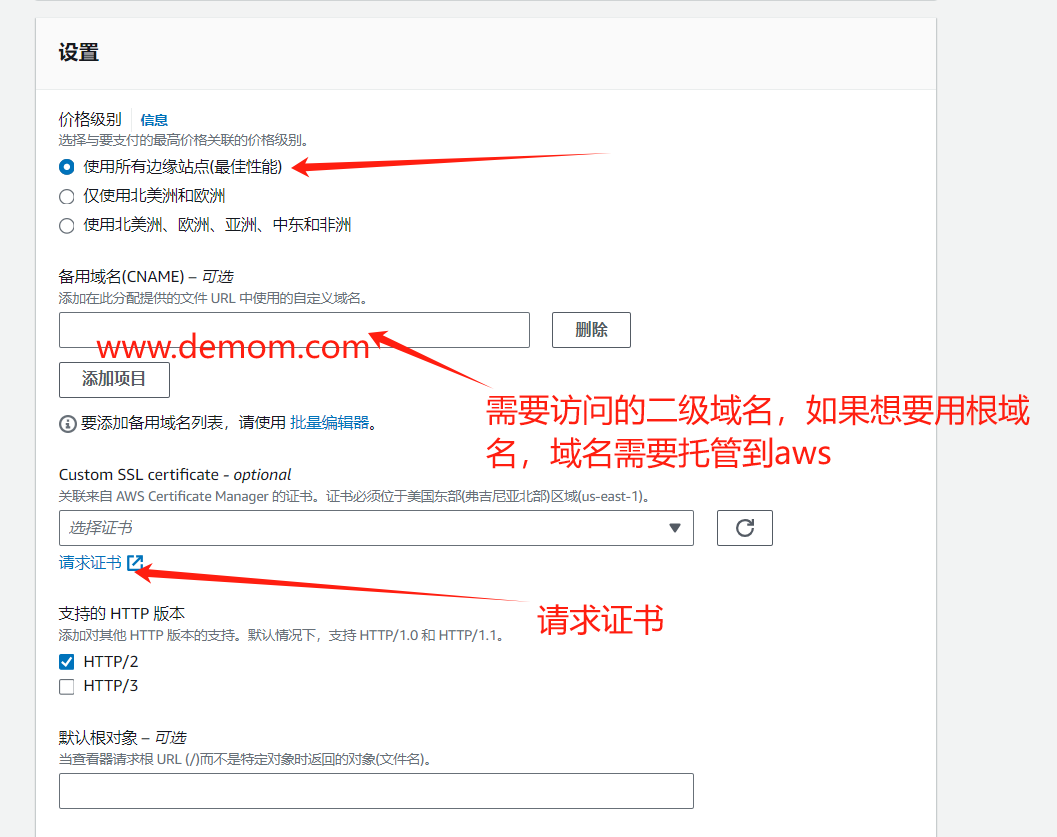 设置
价格级别 信息
选择与要支付的最高价格关联的价格级别。
使用所有边缘站点(最佳性能)
仅使用北美洲和欧洲
使用北美洲、欧洲、亚洲、中东和非洲
备用域名(CNAME) – 可选
添加在此分配提供的文件 URL 中使用的自定义域名。
www.demom.com
删除
添加项目
需要访问的二级域名，如果想要用根域
名，域名需要托管到aws
要添加备用域名列表，请使用 批量编辑器。
Custom SSL certificate - optional
关联来自 AWS Certificate Manager 的证书。证书必须位于美国东部(弗吉尼亚北部)区域(us-east-1)。
选择证书
请求证书
请求证书
支持的 HTTP 版本
添加对其他 HTTP 版本的支持。默认情况下，支持 HTTP/1.0 和 HTTP/1.1。
HTTP/2
HTTP/3
默认根对象 – 可选
当查看器请求根 URL (/)而不是特定对象时返回的对象(文件名)。